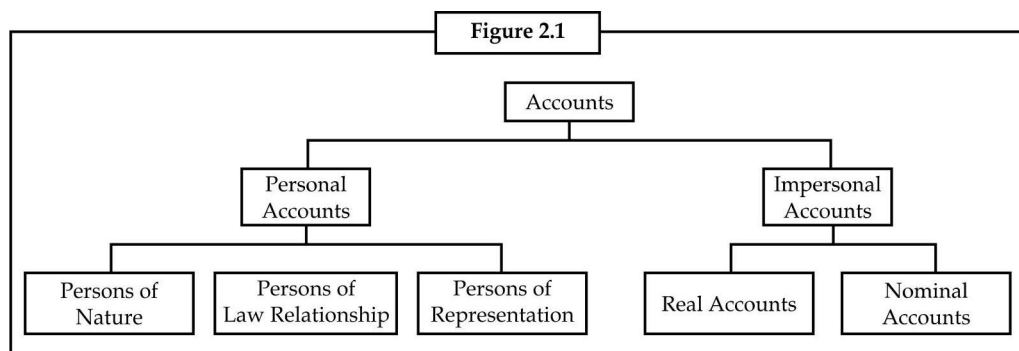 Figure 2.1
Accounts
Personal
Accounts
Impersonal
Accounts
Persons of
Nature
Persons of
Law Relationship
Persons of
Representation
Real Accounts
Nominal
Accounts